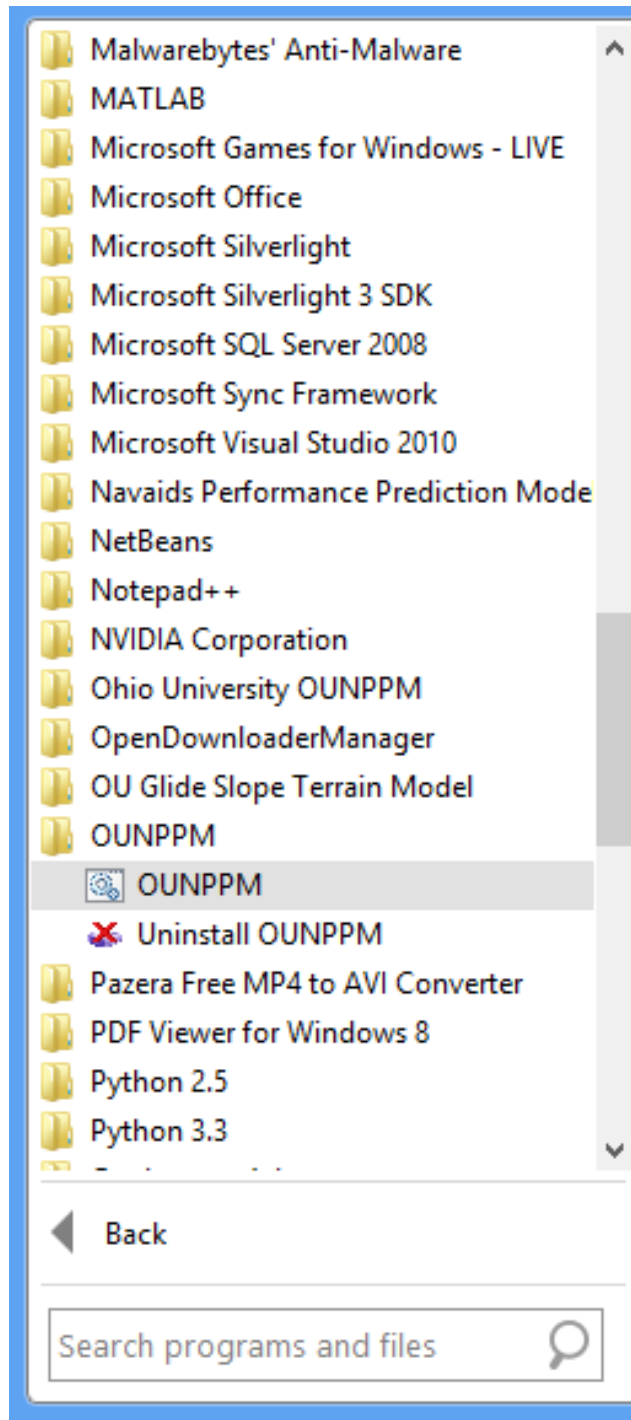 Malwarebytes' Anti-Malware
MATLAB
Microsoft Games for Windows - LIVE
Microsoft Office
Microsoft Silverlight
Microsoft Silverlight 3 SDK
Microsoft SQL Server 2008
Microsoft Sync Framework
Microsoft Visual Studio 2010
Navaids Performance Prediction Mode
NetBeans
Notepad++
NVIDIA Corporation
Ohio University OUNPPM
OpenDownloaderManager
OU Glide Slope Terrain Model
OUNPPM
OUNPPM
Uninstall OUNPPM
Pazera Free MP4 to AVI Converter
PDF Viewer for Windows 8
Python 2.5
Python 3.3
Back
Search programs and files